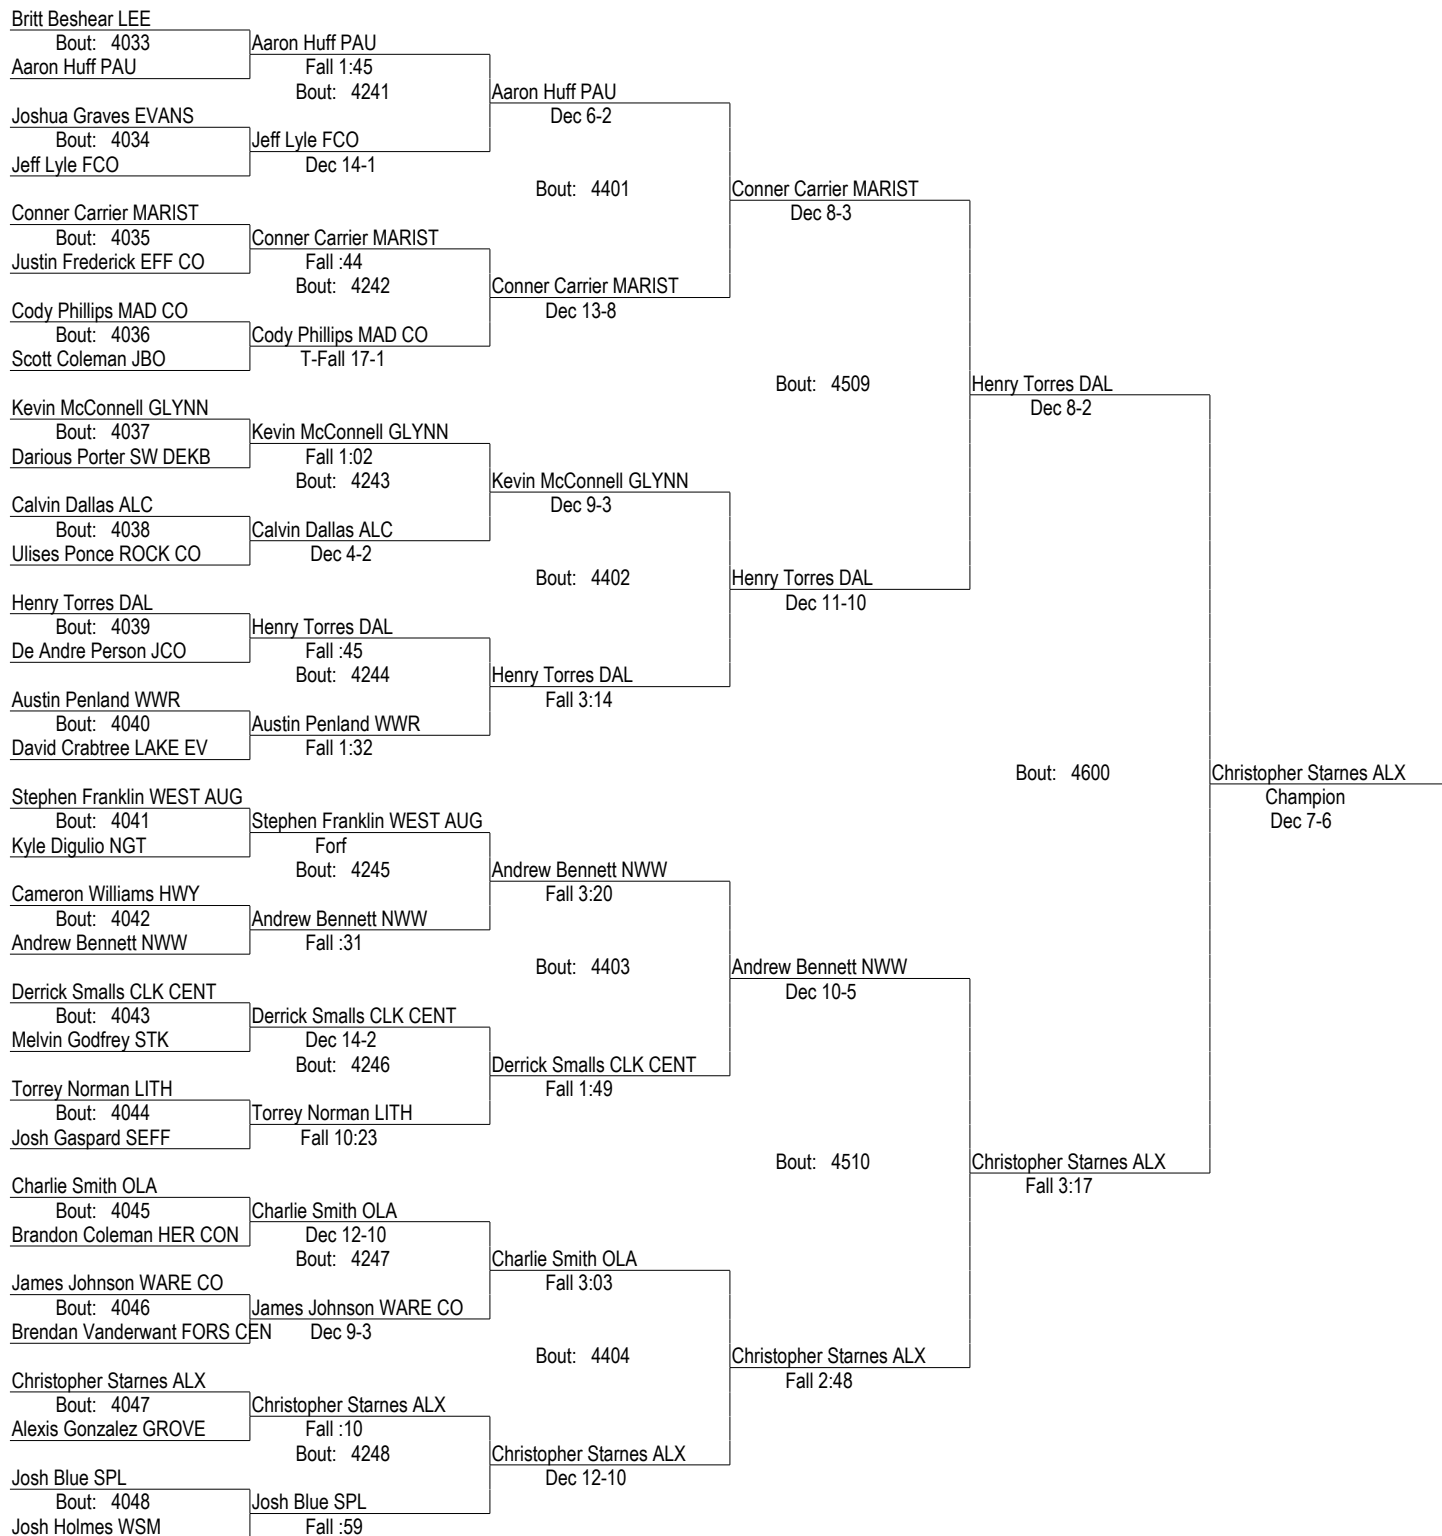 Britt Beshear LEE
Bout: 4033
Aaron Huff PAU
Aaron Huff PAU
Fall 1:45
Bout: 4241
Aaron Huff PAU
Dec 6-2
Joshua Graves EVANS
Bout: 4034
Jeff Lyle FCO
Jeff Lyle FCO
Dec 14-1
Bout: 4401
Conner Carrier MARIST
Dec 8-3
Conner Carrier MARIST
Bout: 4035
Justin Frederick EFF CO
Conner Carrier MARIST
Fall :44
Bout: 4242
Conner Carrier MARIST
Dec 13-8
Cody Phillips MAD CO
Bout: 4036
Scott Coleman JBO
Cody Phillips MAD CO
T-Fall 17-1
Bout: 4509
Henry Torres DAL
Dec 8-2
Kevin McConnell GLYNN
Bout: 4037
Darious Porter SW DEKB
Kevin McConnell GLYNN
Fall 1:02
Bout: 4243
Kevin McConnell GLYNN
Dec 9-3
Calvin Dallas ALC
Bout: 4038
Ulises Ponce ROCK CO
Calvin Dallas ALC
Dec 4-2
Bout: 4402
Henry Torres DAL
Dec 11-10
Henry Torres DAL
Bout: 4039
De Andre Person JCO
Henry Torres DAL
Fall :45
Bout: 4244
Henry Torres DAL
Fall 3:14
Austin Penland WWR
Bout: 4040
David Crabtree LAKE EV
Austin Penland WWR
Fall 1:32
Bout: 4600
Christopher Starnes ALX
Champion
Dec 7-6
Stephen Franklin WEST AUG
Bout: 4041
Kyle Digulio NGT
Stephen Franklin WEST AUG
Forf
Bout: 4245
Andrew Bennett NWW
Fall 3:20
Cameron Williams HWY
Bout: 4042
Andrew Bennett NWW
Andrew Bennett NWW
Fall :31
Bout: 4403
Andrew Bennett NWW
Dec 10-5
Derrick Smalls CLK CENT
Bout: 4043
Melvin Godfrey STK
Derrick Smalls CLK CENT
Dec 14-2
Bout: 4246
Derrick Smalls CLK CENT
Fall 1:49
Torrey Norman LITH
Bout: 4044
Josh Gaspard SEFF
Torrey Norman LITH
Fall 10:23
Bout: 4510
Christopher Starnes ALX
Fall 3:17
Charlie Smith OLA
Bout: 4045
Brandon Coleman HER CON
Charlie Smith OLA
Dec 12-10
Bout: 4247
Charlie Smith OLA
Fall 3:03
James Johnson WARE CO
Bout: 4046
Brendan Vanderwant FORS CEN
James Johnson WARE CO
Dec 9-3
Bout: 4404
Christopher Starnes ALX
Fall 2:48
Christopher Starnes ALX
Bout: 4047
Alexis Gonzalez GROVE
Christopher Starnes ALX
Fall :10
Bout: 4248
Christopher Starnes ALX
Dec 12-10
Josh Blue SPL
Bout: 4048
Josh Holmes WSM
Josh Blue SPL
Fall :59